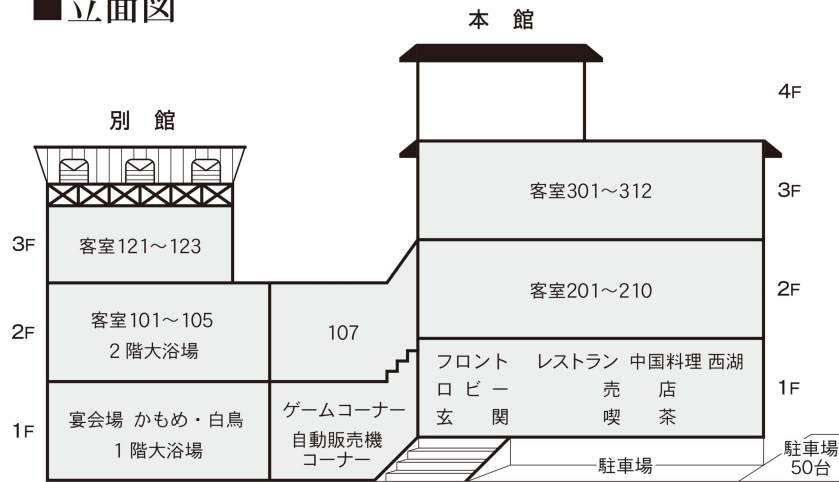 ■立面図
本館
4F
別館
客室301～312
3F
3F
客室121～123
客室201～210
2F
2F
客室101～105
2階大浴場
107
フロント レストラン 中国料理 西湖
ロビー 売店
玄関 喫茶
1F
1F
宴会場 かもめ・白鳥
1階大浴場
ゲームコーナー
自動販売機
コーナー
駐車場
駐車場
50台